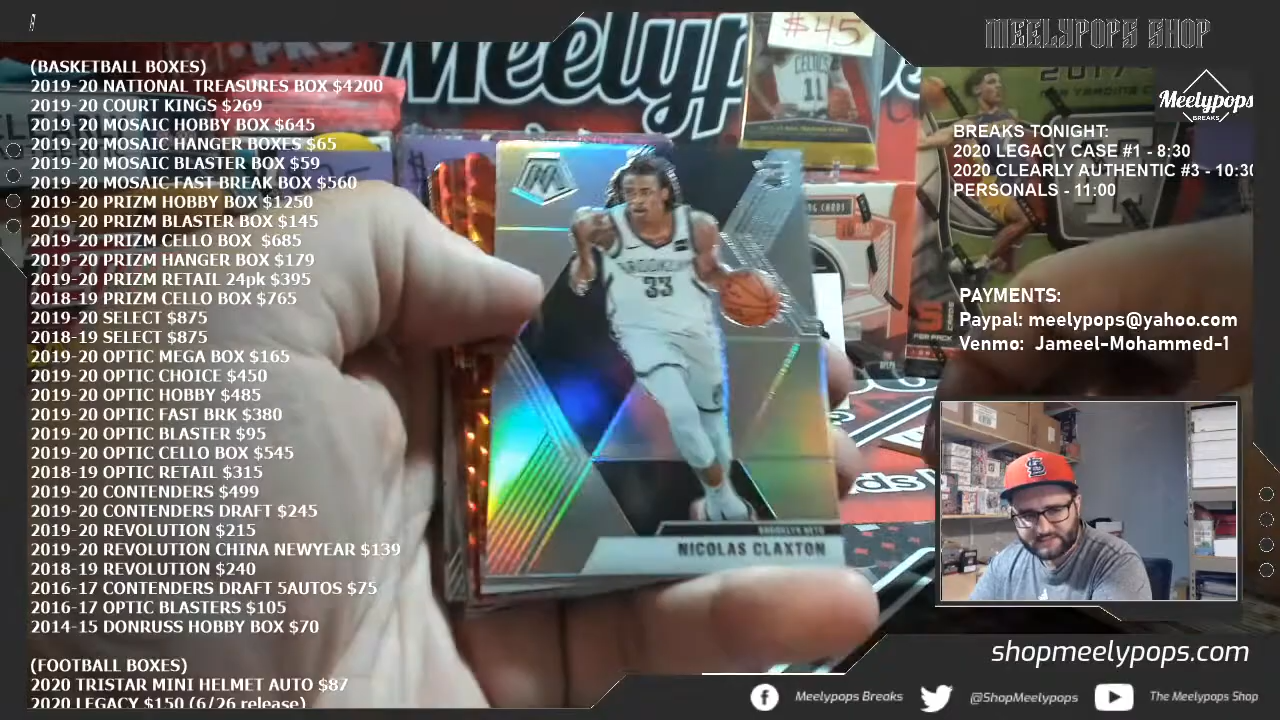 (BASKETBALL BOXES)
2019-20 NATIONAL TREASURES BOX $4200
2019-20 COURT KINGS $269
2019-20 MOSAIC HOBBY BOX $645
2019-20 MOSAIC HANGER BOXES $65
2019-20 MOSAIC BLASTER BOX $59
2019-20 MOSAIC FAST BREAK BOX $560
2019-20 PRIZM HOBBY BOX $1250
2019-20 PRIZM BLASTER BOX $145
2019-20 PRIZM CELLO BOX $685
2019-20 PRIZM HANGER BOX $179
2019-20 PRIZM RETAIL 24pk $395
2018-19 PRIZM CELLO BOX $765
2019-20 SELECT $875
2018-19 SELECT $875
2019-20 OPTIC MEGA BOX $165
2019-20 OPTIC CHOICE $450
2019-20 OPTIC HOBBY $485
2019-20 OPTIC FAST BRK $380
2019-20 OPTIC BLASTER $95
2019-20 OPTIC CELLO BOX $545
2018-19 OPTIC RETAIL $315
2019-20 CONTENDERS $499
2019-20 CONTENDERS DRAFT $245
2019-20 REVOLUTION $215
2019-20 REVOLUTION CHINA NEWYEAR $139
2018-19 REVOLUTION $240
2016-17 CONTENDERS DRAFT 5AUTOS $75
2016-17 OPTIC BLASTERS $105
2014-15 DONRUSS HOBBY BOX $70
(FOOTBALL BOXES)
2020 TRISTAR MINI HELMET AUTO $87
2020 LEGACY $150 (6/26 release)
Meelyp
$45
CELTICS
11
M
BROOKLYN
33
BROOKLYN NETS
NICOLAS CLAXTON
MEELYPOPS SHOP
2017
Meelypops
BREAKS
BREAKS TONIGHT:
2020 LEGACY CASE #1 - 8:30
2020 CLEARLY AUTHENTIC #3 - 10:30
PERSONALS - 11:00
PAYMENTS:
Paypal: meelypops@yahoo.com
Venmo: Jameel-Mohammed-1
shopmeelypops.com
Meelypops Breaks
@ShopMeelypops
The Meelypops Shop